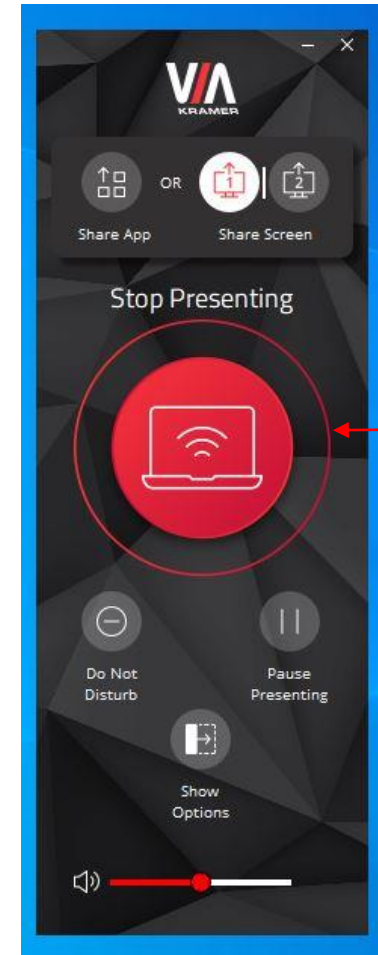 VIA
KRAMER
1
2
OR
Share App
Share Screen
Stop Presenting
Do Not
Disturb
Pause
Presenting
Show
Options